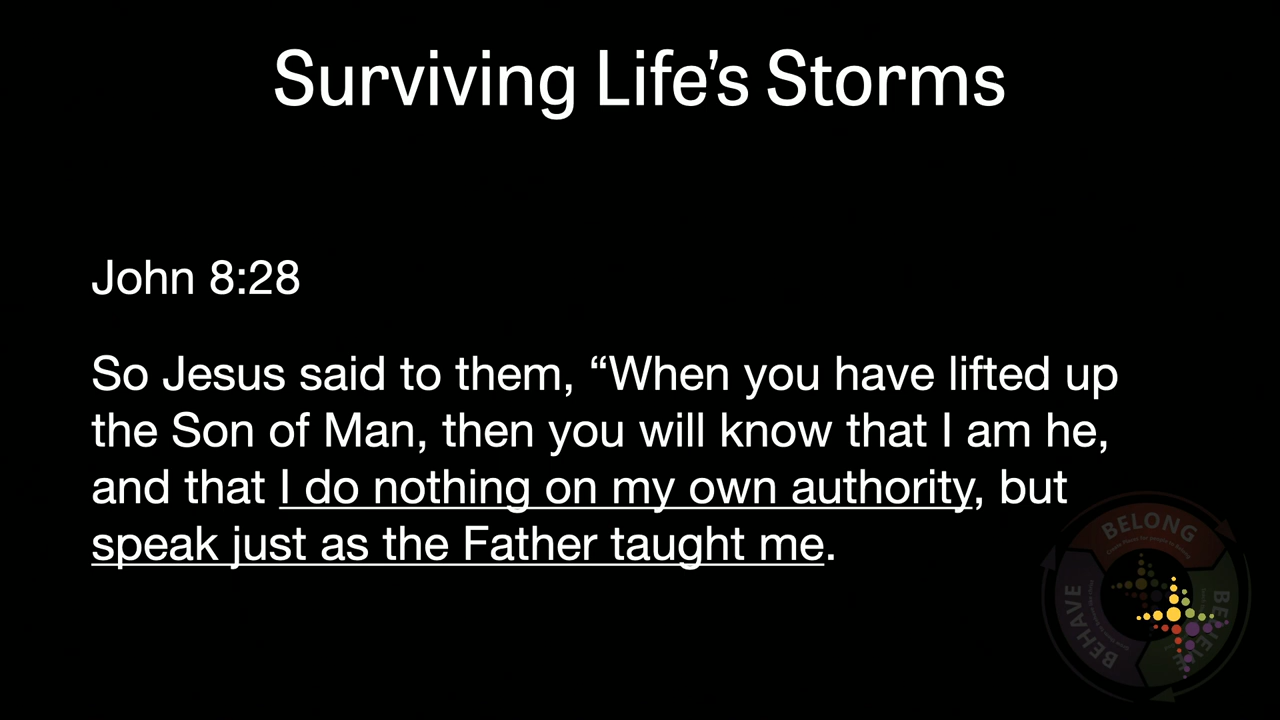 Surviving Life’s Storms
John 8:28
So Jesus said to them, “When you have lifted up
the Son of Man, then you will know that I am he,
and that I do nothing on my own authority, but
speak just as the Father taught me.
BELONG
BEHAVE